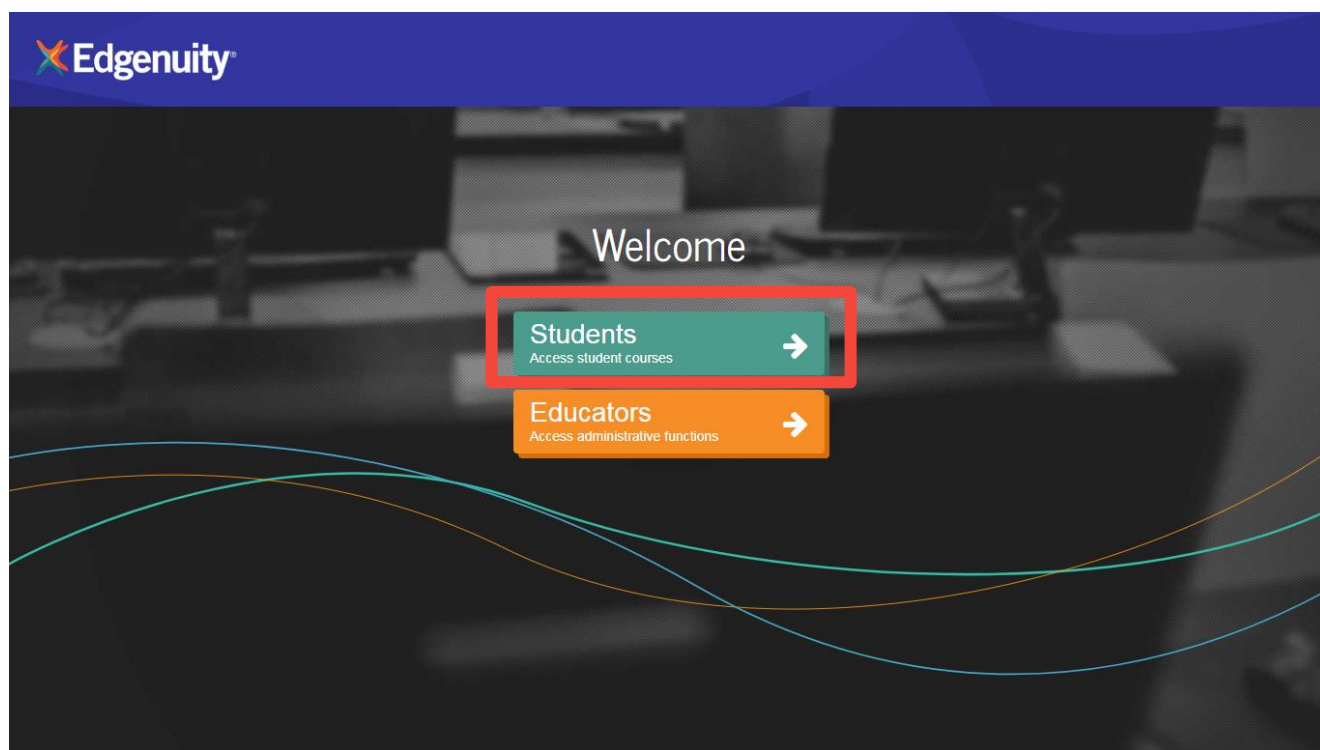 Edgenuity®
Welcome
Students
Access student courses
Educators
Access administrative functions